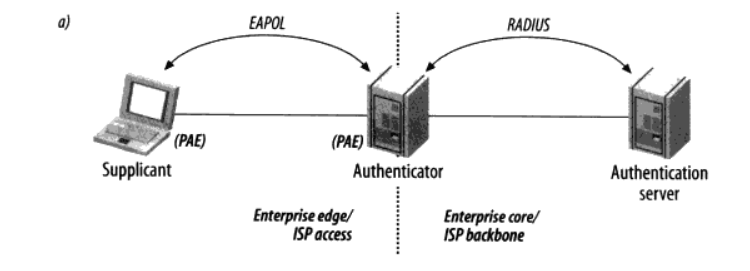 a)
EAPOL
RADIUS
(PAE)
(PAE)
Supplicant
Authenticator
Authentication
server
Enterprise edge/
ISP access
Enterprise core/
ISP backbone